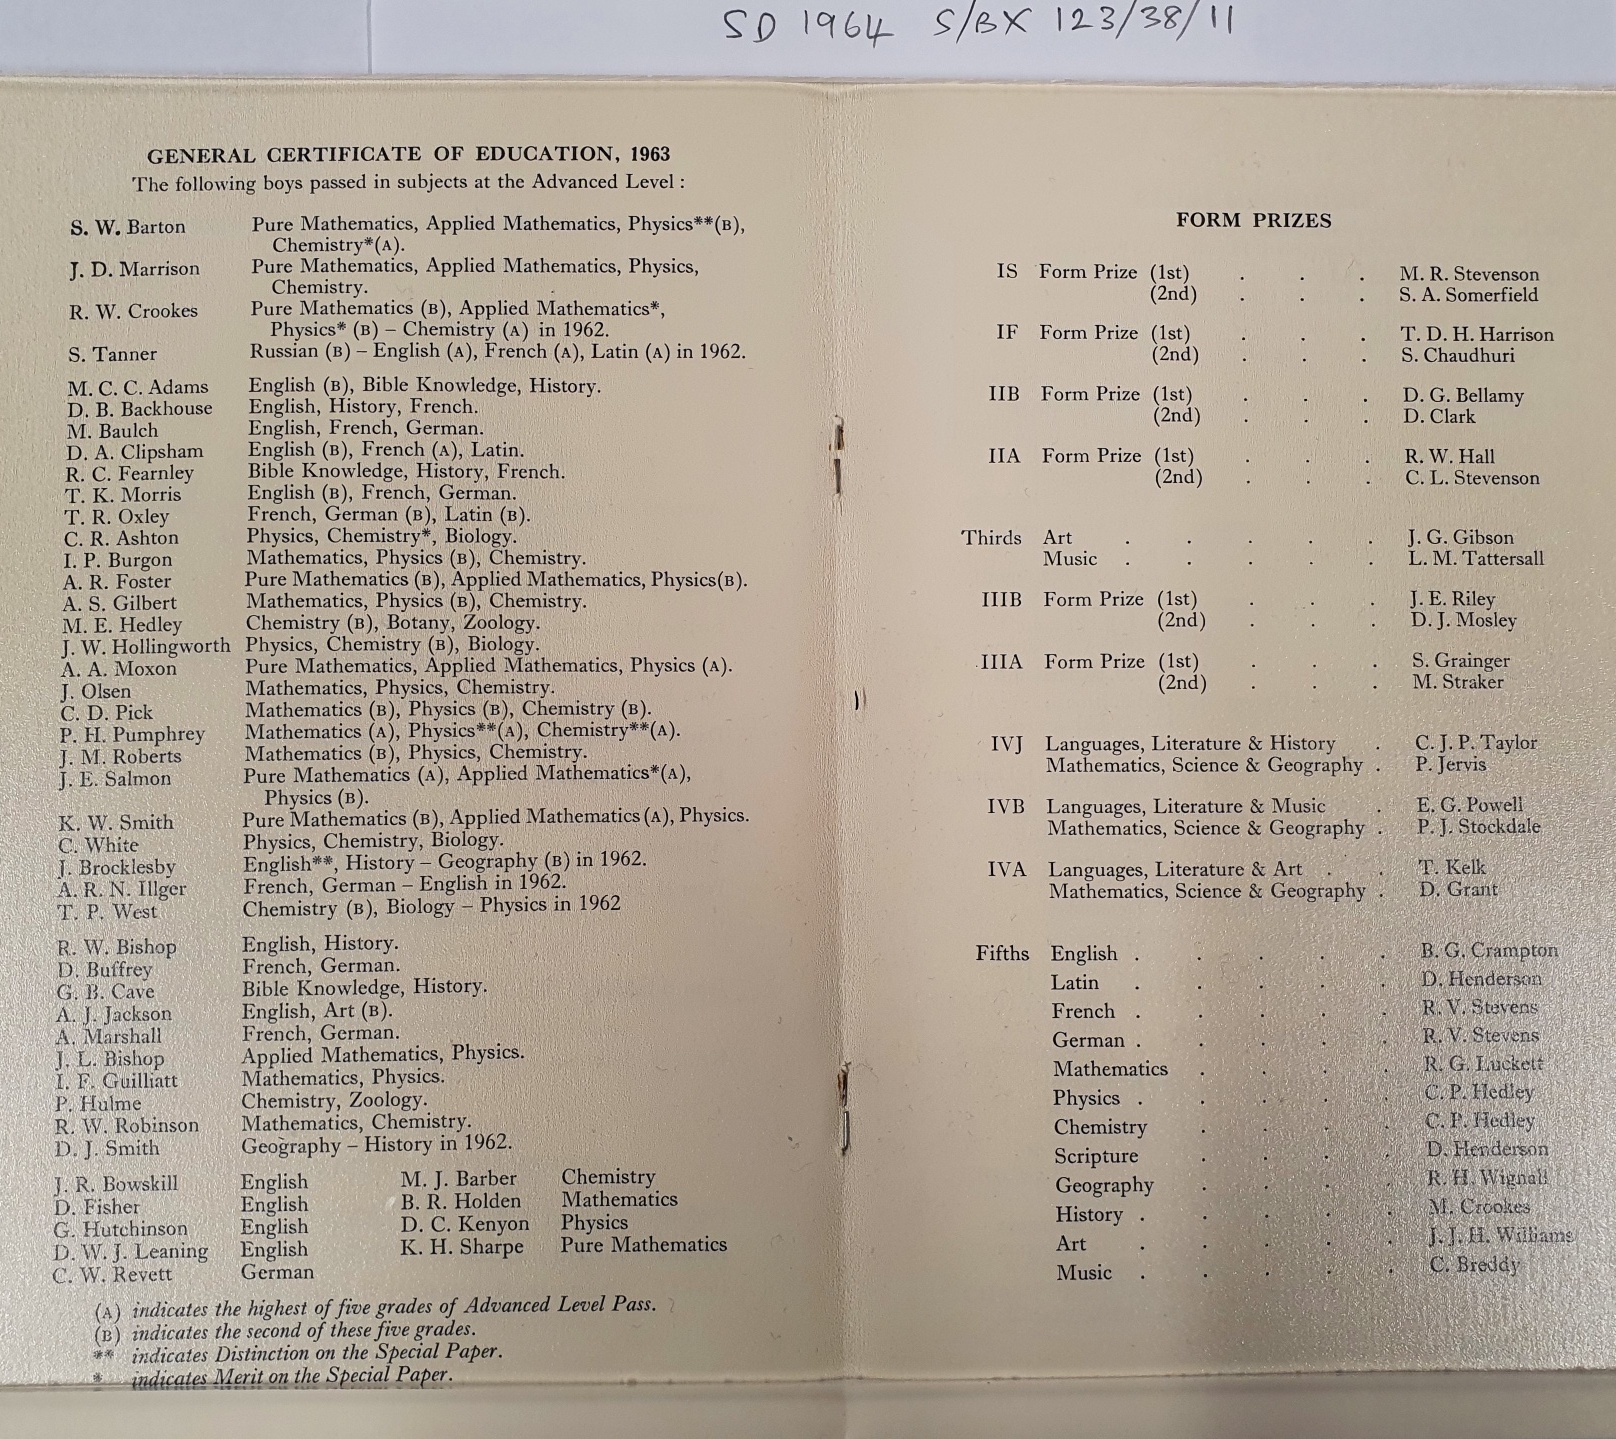 SD 1964 S/BX 123/38/11
GENERAL CERTIFICATE OF EDUCATION, 1963
The following boys passed in subjects at the Advanced Level :
S. W. Barton Pure Mathematics, Applied Mathematics, Physics**(B),
Chemistry*(A).
J. D. Marrison Pure Mathematics, Applied Mathematics, Physics,
Chemistry.
R. W. Crookes Pure Mathematics (B), Applied Mathematics*,
Physics* (B) – Chemistry (A) in 1962.
S. Tanner Russian (B) – English (A), French (A), Latin (A) in 1962.
M. C. C. Adams English (B), Bible Knowledge, History.
D. B. Backhouse English, History, French.
M. Baulch English, French, German.
D. A. Clipsham English (B), French (A), Latin.
R. C. Fearnley Bible Knowledge, History, French.
T. K. Morris English (B), French, German.
T. R. Oxley French, German (B), Latin (B).
C. R. Ashton Physics, Chemistry*, Biology.
I. P. Burgon Mathematics, Physics (B), Chemistry.
A. R. Foster Pure Mathematics (B), Applied Mathematics, Physics(B).
A. S. Gilbert Mathematics, Physics (B), Chemistry.
M. E. Hedley Chemistry (B), Botany, Zoology.
J. W. Hollingworth Physics, Chemistry (B), Biology.
A. A. Moxon Pure Mathematics, Applied Mathematics, Physics (A).
J. Olsen Mathematics, Physics, Chemistry.
C. D. Pick Mathematics (B), Physics (B), Chemistry (B).
P. H. Pumphrey Mathematics (A), Physics**(A), Chemistry**(A).
J. M. Roberts Mathematics (B), Physics, Chemistry.
J. E. Salmon Pure Mathematics (A), Applied Mathematics*(A),
Physics (B).
K. W. Smith Pure Mathematics (B), Applied Mathematics (A), Physics.
C. White Physics, Chemistry, Biology.
J. Brocklesby English**, History – Geography (B) in 1962.
A. R. N. Illger French, German – English in 1962.
T. P. West Chemistry (B), Biology – Physics in 1962
R. W. Bishop English, History.
D. Buffrey French, German.
G. B. Cave Bible Knowledge, History.
A. J. Jackson English, Art (B).
A. Marshall French, German.
J. L. Bishop Applied Mathematics, Physics.
I. F. Guilliatt Mathematics, Physics.
P. Hulme Chemistry, Zoology.
R. W. Robinson Mathematics, Chemistry.
D. J. Smith Geography – History in 1962.
J. R. Bowskill English M. J. Barber Chemistry
D. Fisher English B. R. Holden Mathematics
G. Hutchinson English D. C. Kenyon Physics
D. W. J. Leaning English K. H. Sharpe Pure Mathematics
C. W. Revett German
(A) indicates the highest of five grades of Advanced Level Pass.
(B) indicates the second of these five grades.
** indicates Distinction on the Special Paper.
* indicates Merit on the Special Paper.
FORM PRIZES
IS Form Prize (1st) . . . M. R. Stevenson
(2nd) . . . S. A. Somerfield
IF Form Prize (1st) . . . T. D. H. Harrison
(2nd) . . . S. Chaudhuri
IIB Form Prize (1st) . . . D. G. Bellamy
(2nd) . . . D. Clark
IIA Form Prize (1st) . . . R. W. Hall
(2nd) . . . C. L. Stevenson
Thirds Art . . . . . J. G. Gibson
Music . . . . . L. M. Tattersall
IIIB Form Prize (1st) . . . J. E. Riley
(2nd) . . . D. J. Mosley
IIIA Form Prize (1st) . . . S. Grainger
(2nd) . . . M. Straker
IVJ Languages, Literature & History . C. J. P. Taylor
Mathematics, Science & Geography . P. Jervis
IVB Languages, Literature & Music . E. G. Powell
Mathematics, Science & Geography . P. J. Stockdale
IVA Languages, Literature & Art . . T. Kelk
Mathematics, Science & Geography . D. Grant
Fifths English . . . . . B. G. Crampton
Latin . . . . . D. Henderson
French . . . . . R. V. Stevens
German . . . . . R. V. Stevens
Mathematics . . . . R. G. Luckett
Physics . . . . . C. P. Hedley
Chemistry . . . . C. P. Hedley
Scripture . . . . D. Henderson
Geography . . . . R. H. Wignall
History . . . . . M. Crookes
Art . . . . . J. J. H. Williams
Music . . . . . C. Breddy